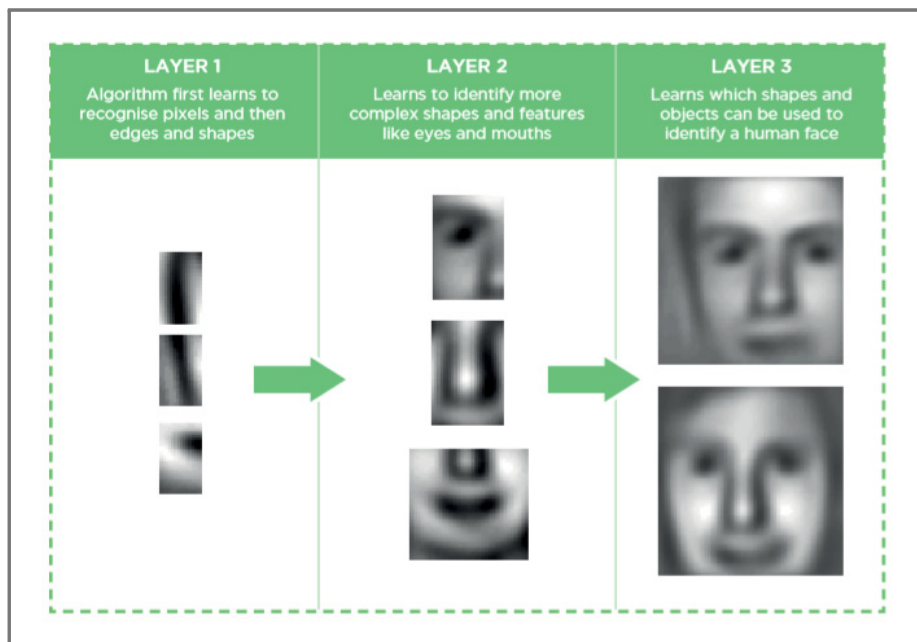 LAYER 1
Algorithm first learns to
recognise pixels and then
edges and shapes
LAYER 2
Learns to identify more
complex shapes and features
like eyes and mouths
LAYER 3
Learns which shapes and
objects can be used to
identify a human face